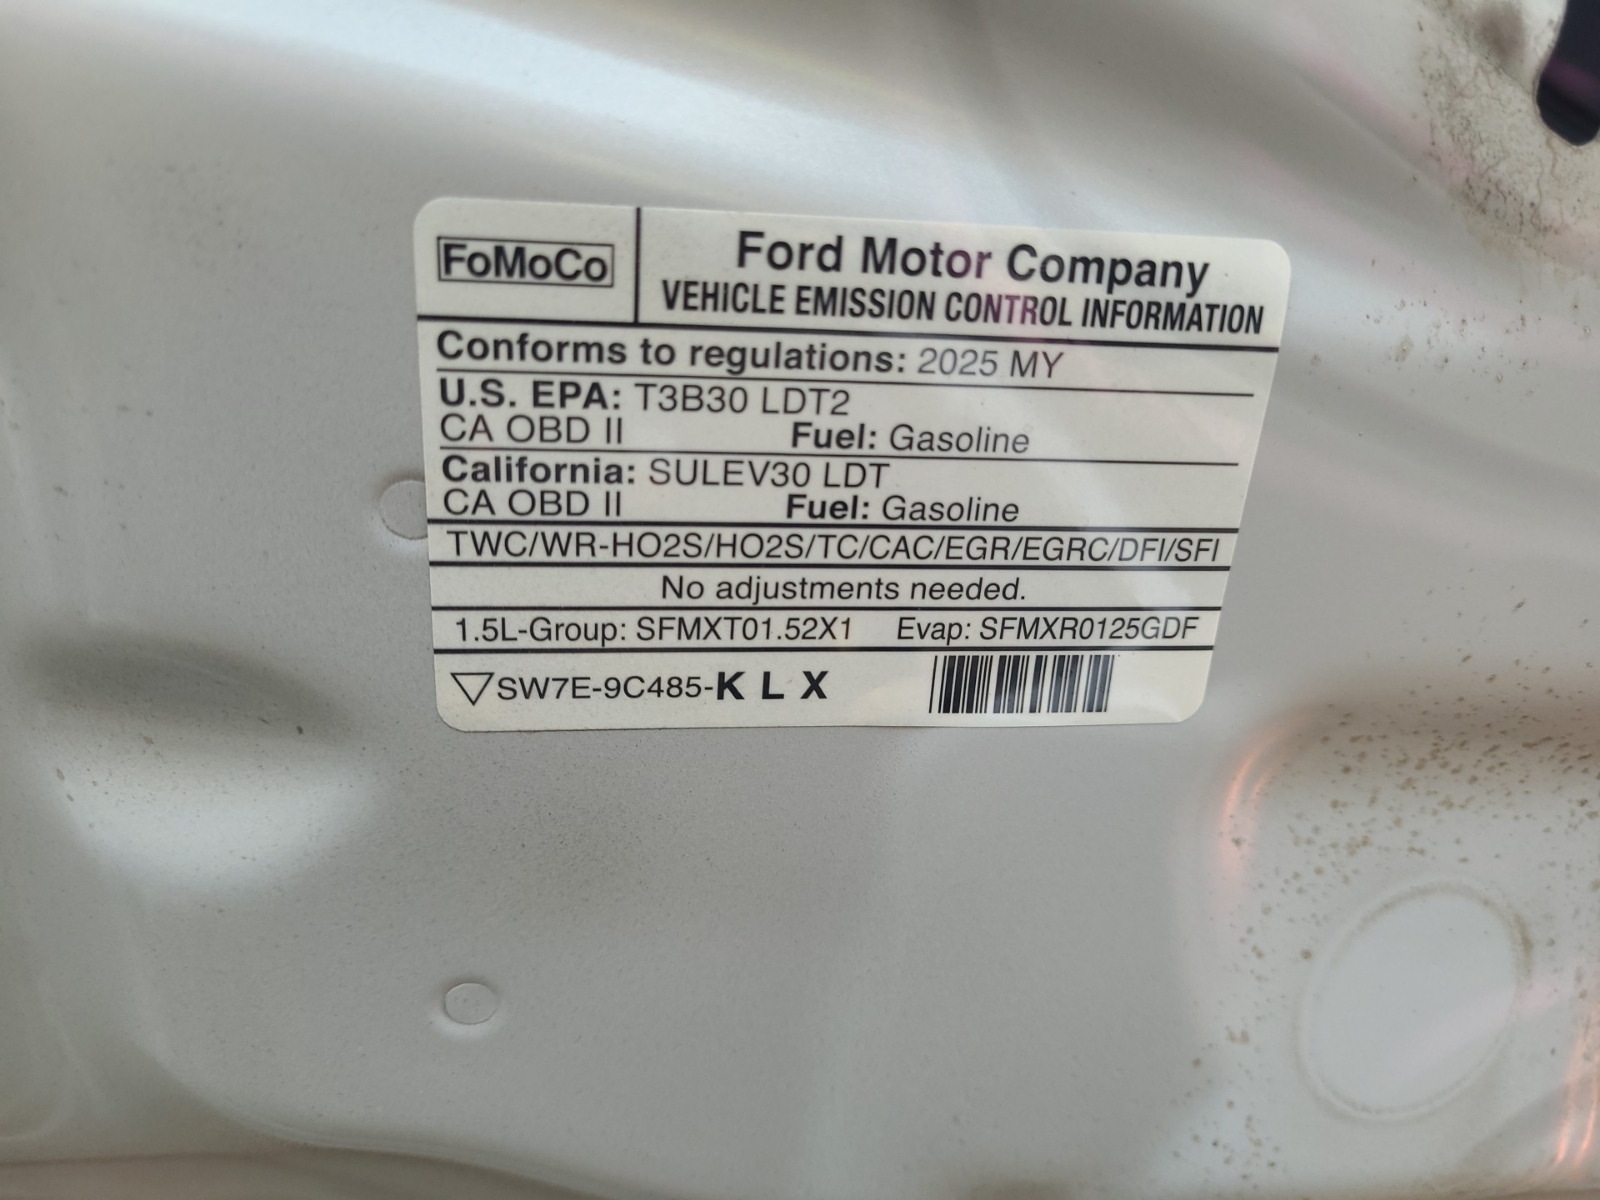 FoMoCo
Ford Motor Company
VEHICLE EMISSION CONTROL INFORMATION
Conforms to regulations: 2025 MY
U.S. EPA: T3B30 LDT2
CA OBD II Fuel: Gasoline
California: SULEV30 LDT
CA OBD II Fuel: Gasoline
TWC/WR-HO2S/HO2S/TC/CAC/EGR/EGRC/DFI/SFI
No adjustments needed.
1.5L-Group: SFMXT01.52X1 Evap: SFMXR0125GDF
SW7E-9C485-K L X